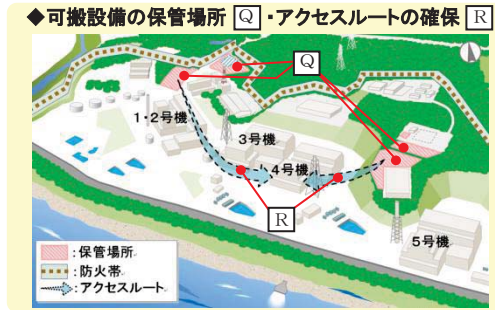 ◆可搬設備の保管場所 Q ・アクセスルートの確保 R
Q
1・2号機
3号機
4号機
R
5号機
:保管場所
:防火帯
:アクセスルート